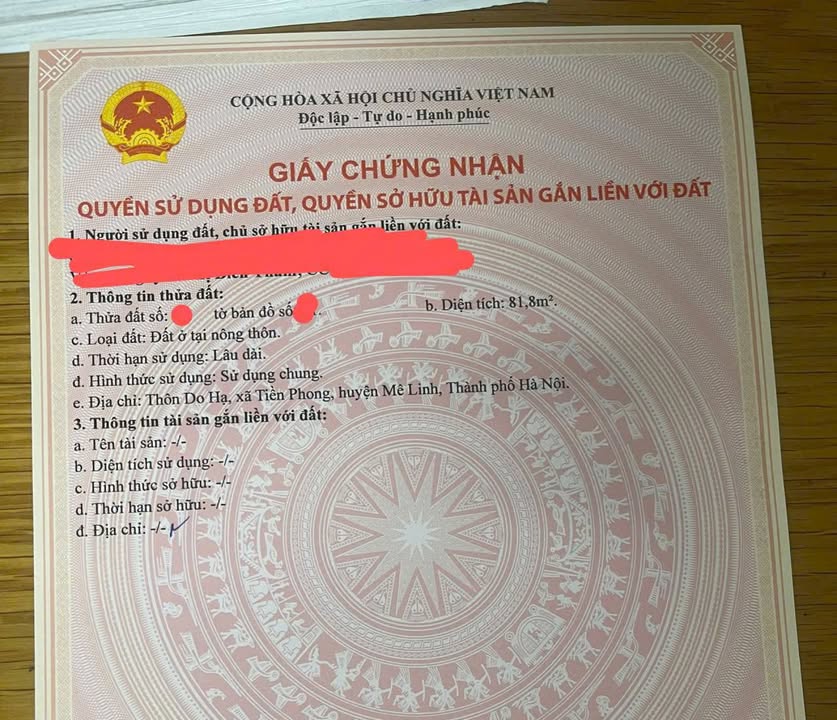 CỘNG HÒA XÃ HỘI CHỦ NGHĨA VIỆT NAM
Độc lập - Tự do - Hạnh phúc
GIẤY CHỨNG NHẬN
QUYỀN SỬ DỤNG ĐẤT, QUYỀN SỞ HỮU TÀI SẢN GẮN LIỀN VỚI ĐẤT
1. Người sử dụng đất, chủ sở hữu tài sản gắn liền với đất:
2. Thông tin thửa đất:
a. Thửa đất số: tờ bản đồ số b. Diện tích: 81,8m².
c. Loại đất: Đất ở tại nông thôn.
d. Thời hạn sử dụng: Lâu dài.
đ. Hình thức sử dụng: Sử dụng chung.
e. Địa chỉ: Thôn Do Hạ, xã Tiền Phong, huyện Mê Linh, Thành phố Hà Nội.
3. Thông tin tài sản gắn liền với đất:
a. Tên tài sản: -/-
b. Diện tích sử dụng: -/-
c. Hình thức sở hữu: -/-
d. Thời hạn sở hữu: -/-
đ. Địa chỉ: -/-